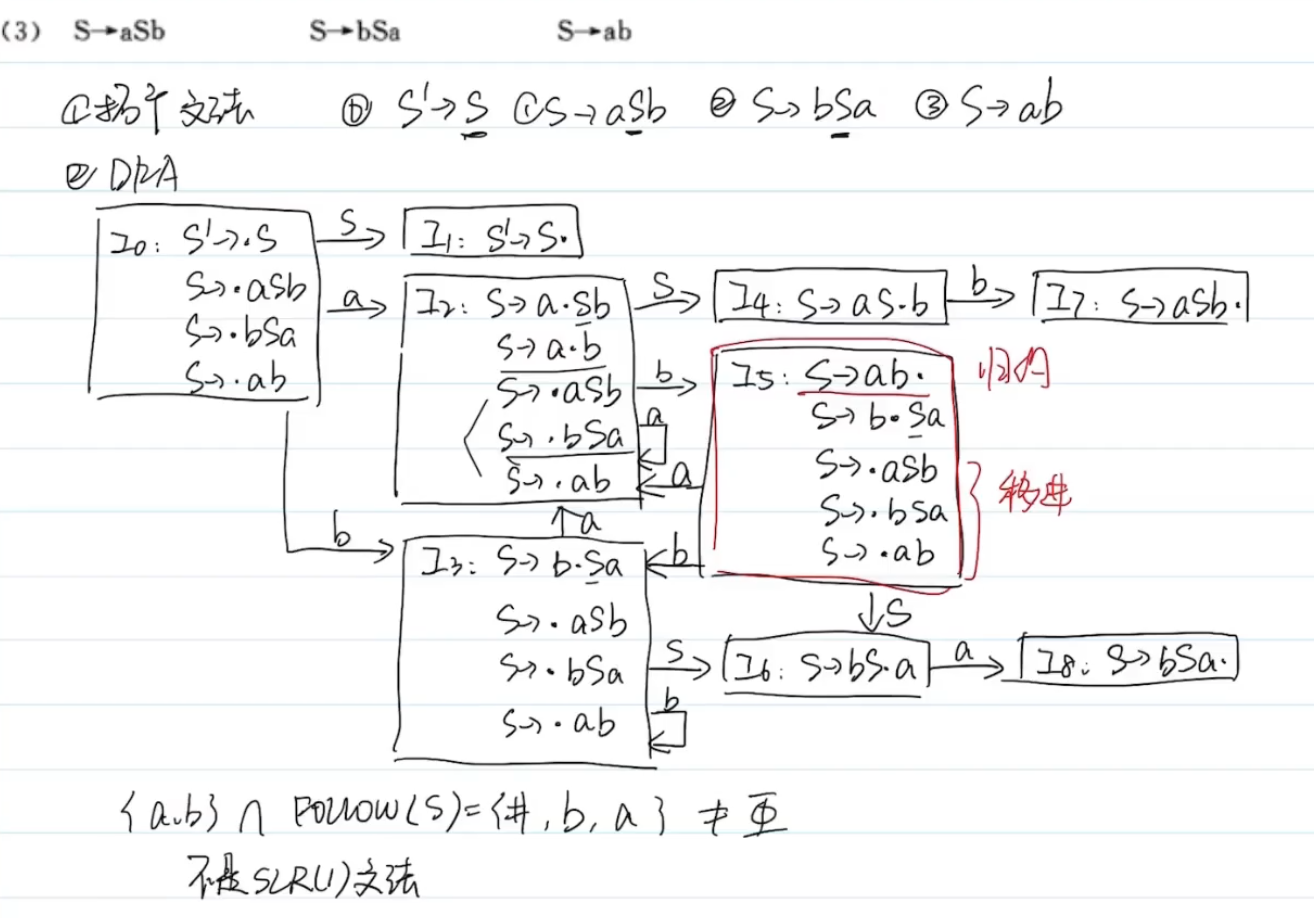 (3) S→aSb S→bSa S→ab
①拓广文法 ⓪ S'→S ①S→aSb ② S→bSa ③ S→ab
② DFA
I0: S'→·S
S→·aSb
S→·bSa
S→·ab
S
I1: S'→S·
a
I2: S→a·Sb
S→a·b
S→·aSb
S→·bSa
S→·ab
a
S
I4: S→aS·b
b
I7: S→aSb·
b
I5: S→ab· 归约
S→b·Sa
S→·aSb
S→·bSa 移进
S→·ab
a
b
S
b
I3: S→b·Sa
S→·aSb
S→·bSa
S→·ab
a
b
S
I6: S→bS·a
a
I8: S→bSa·
{a,b} ∩ FOLLOW(S)={#,b,a} ≠ Φ
不是SLR(1)文法